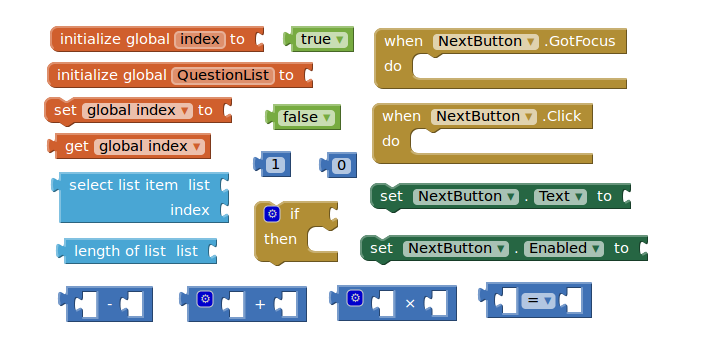 initialize global index to
true
when NextButton .GotFocus
do
initialize global QuestionList to
set global index to
false
when NextButton .Click
do
get global index
1
0
select list item list
index
set NextButton . Text to
if
then
length of list list
set NextButton . Enabled to
-
+
×
=